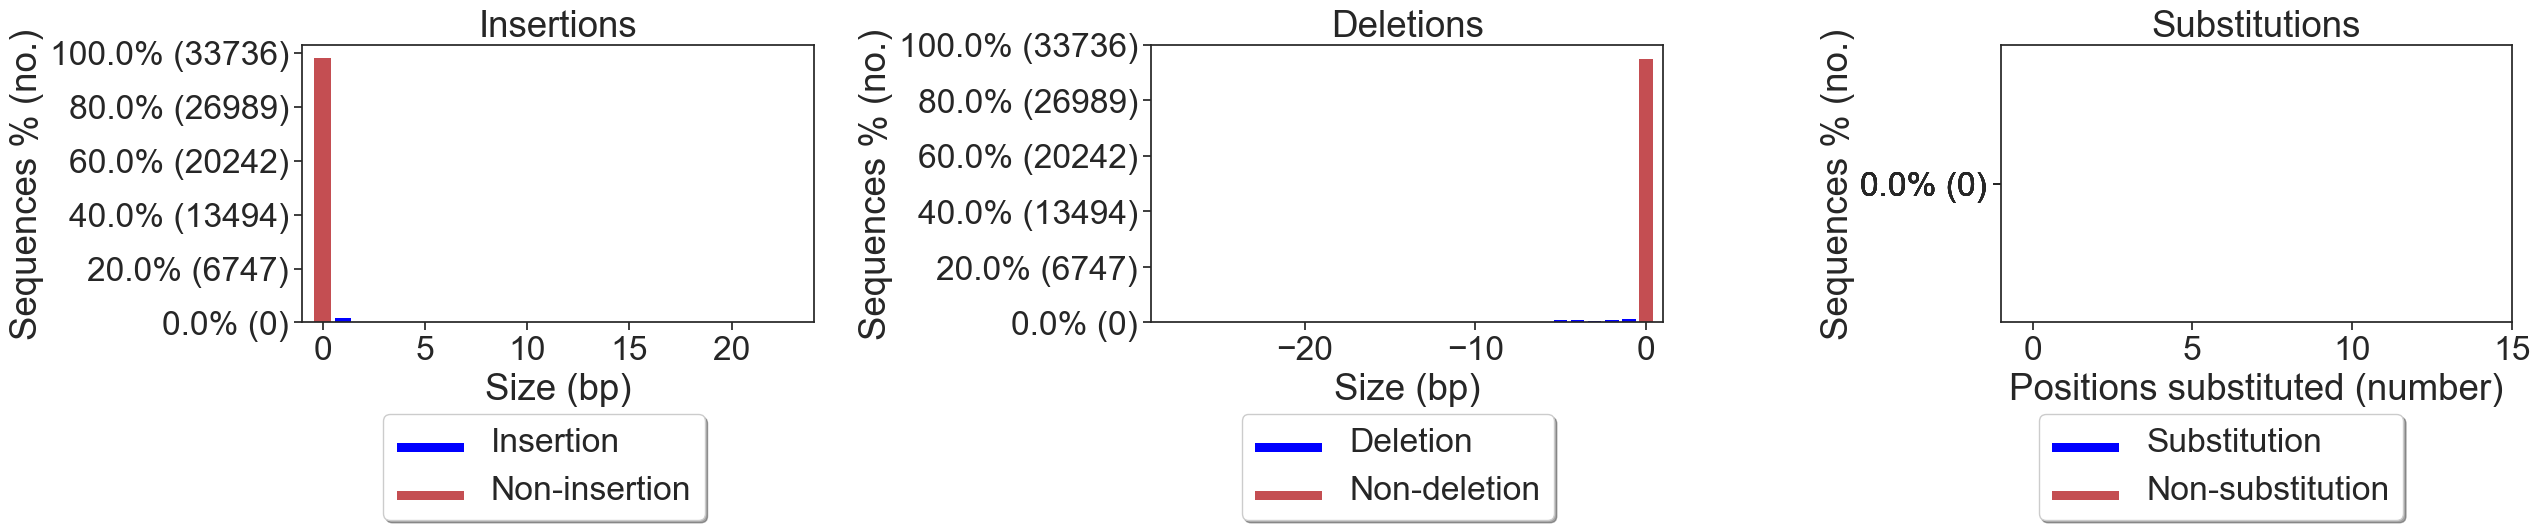 Insertions
Sequences % (no.)
100.0% (33736)
80.0% (26989)
60.0% (20242)
40.0% (13494)
20.0% (6747)
0.0% (0)
0 5 10 15 20
Size (bp)
Insertion
Non-insertion
Deletions
Sequences % (no.)
100.0% (33736)
80.0% (26989)
60.0% (20242)
40.0% (13494)
20.0% (6747)
0.0% (0)
−20 −10 0
Size (bp)
Deletion
Non-deletion
Substitutions
Sequences % (no.)
0.0% (0)
0 5 10 15
Positions substituted (number)
Substitution
Non-substitution